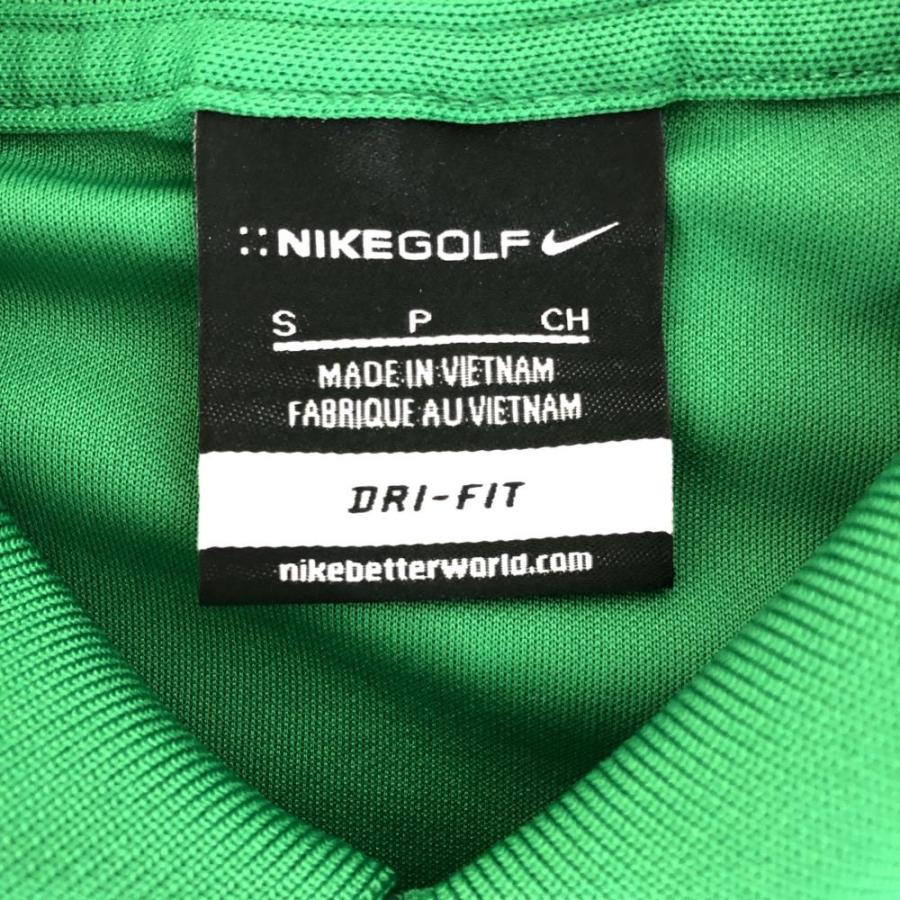 NIKEGOLF
S P CH
MADE IN VIETNAM
FABRIQUE AU VIETNAM
DRI-FIT
nikebetterworld.com